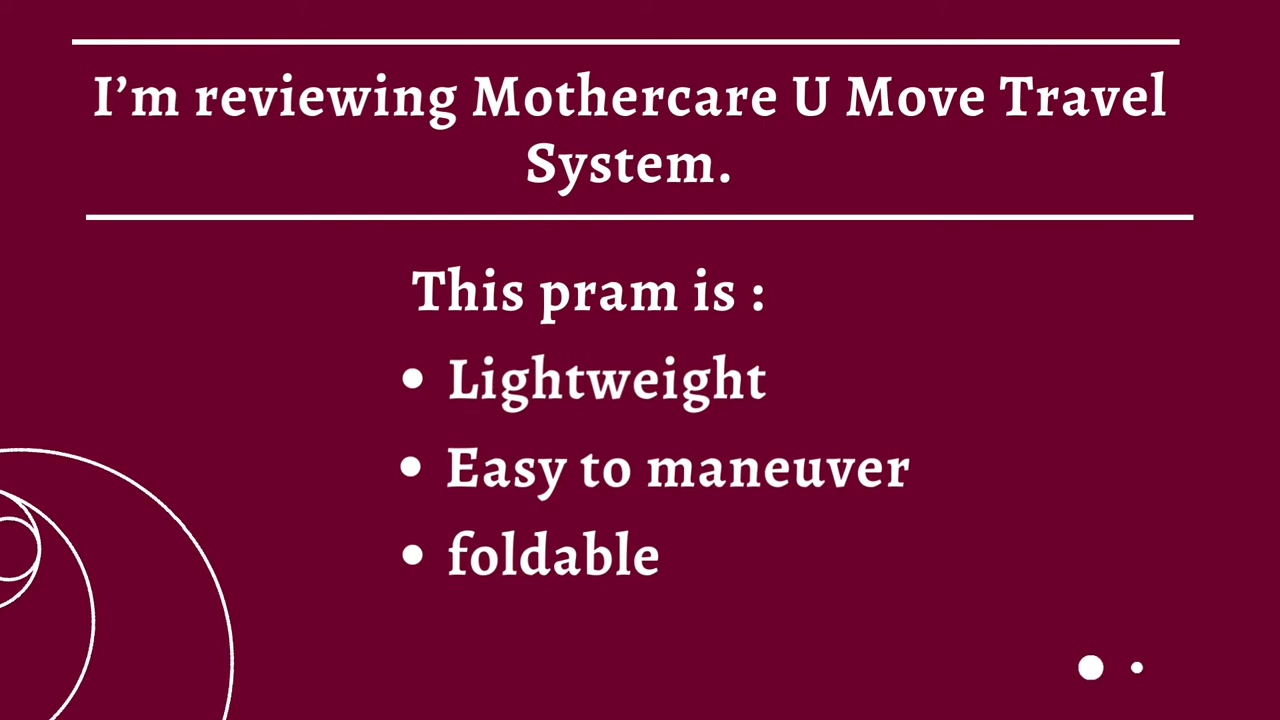 I’m reviewing Mothercare U Move Travel
System.
This pram is :
• Lightweight
• Easy to maneuver
• foldable